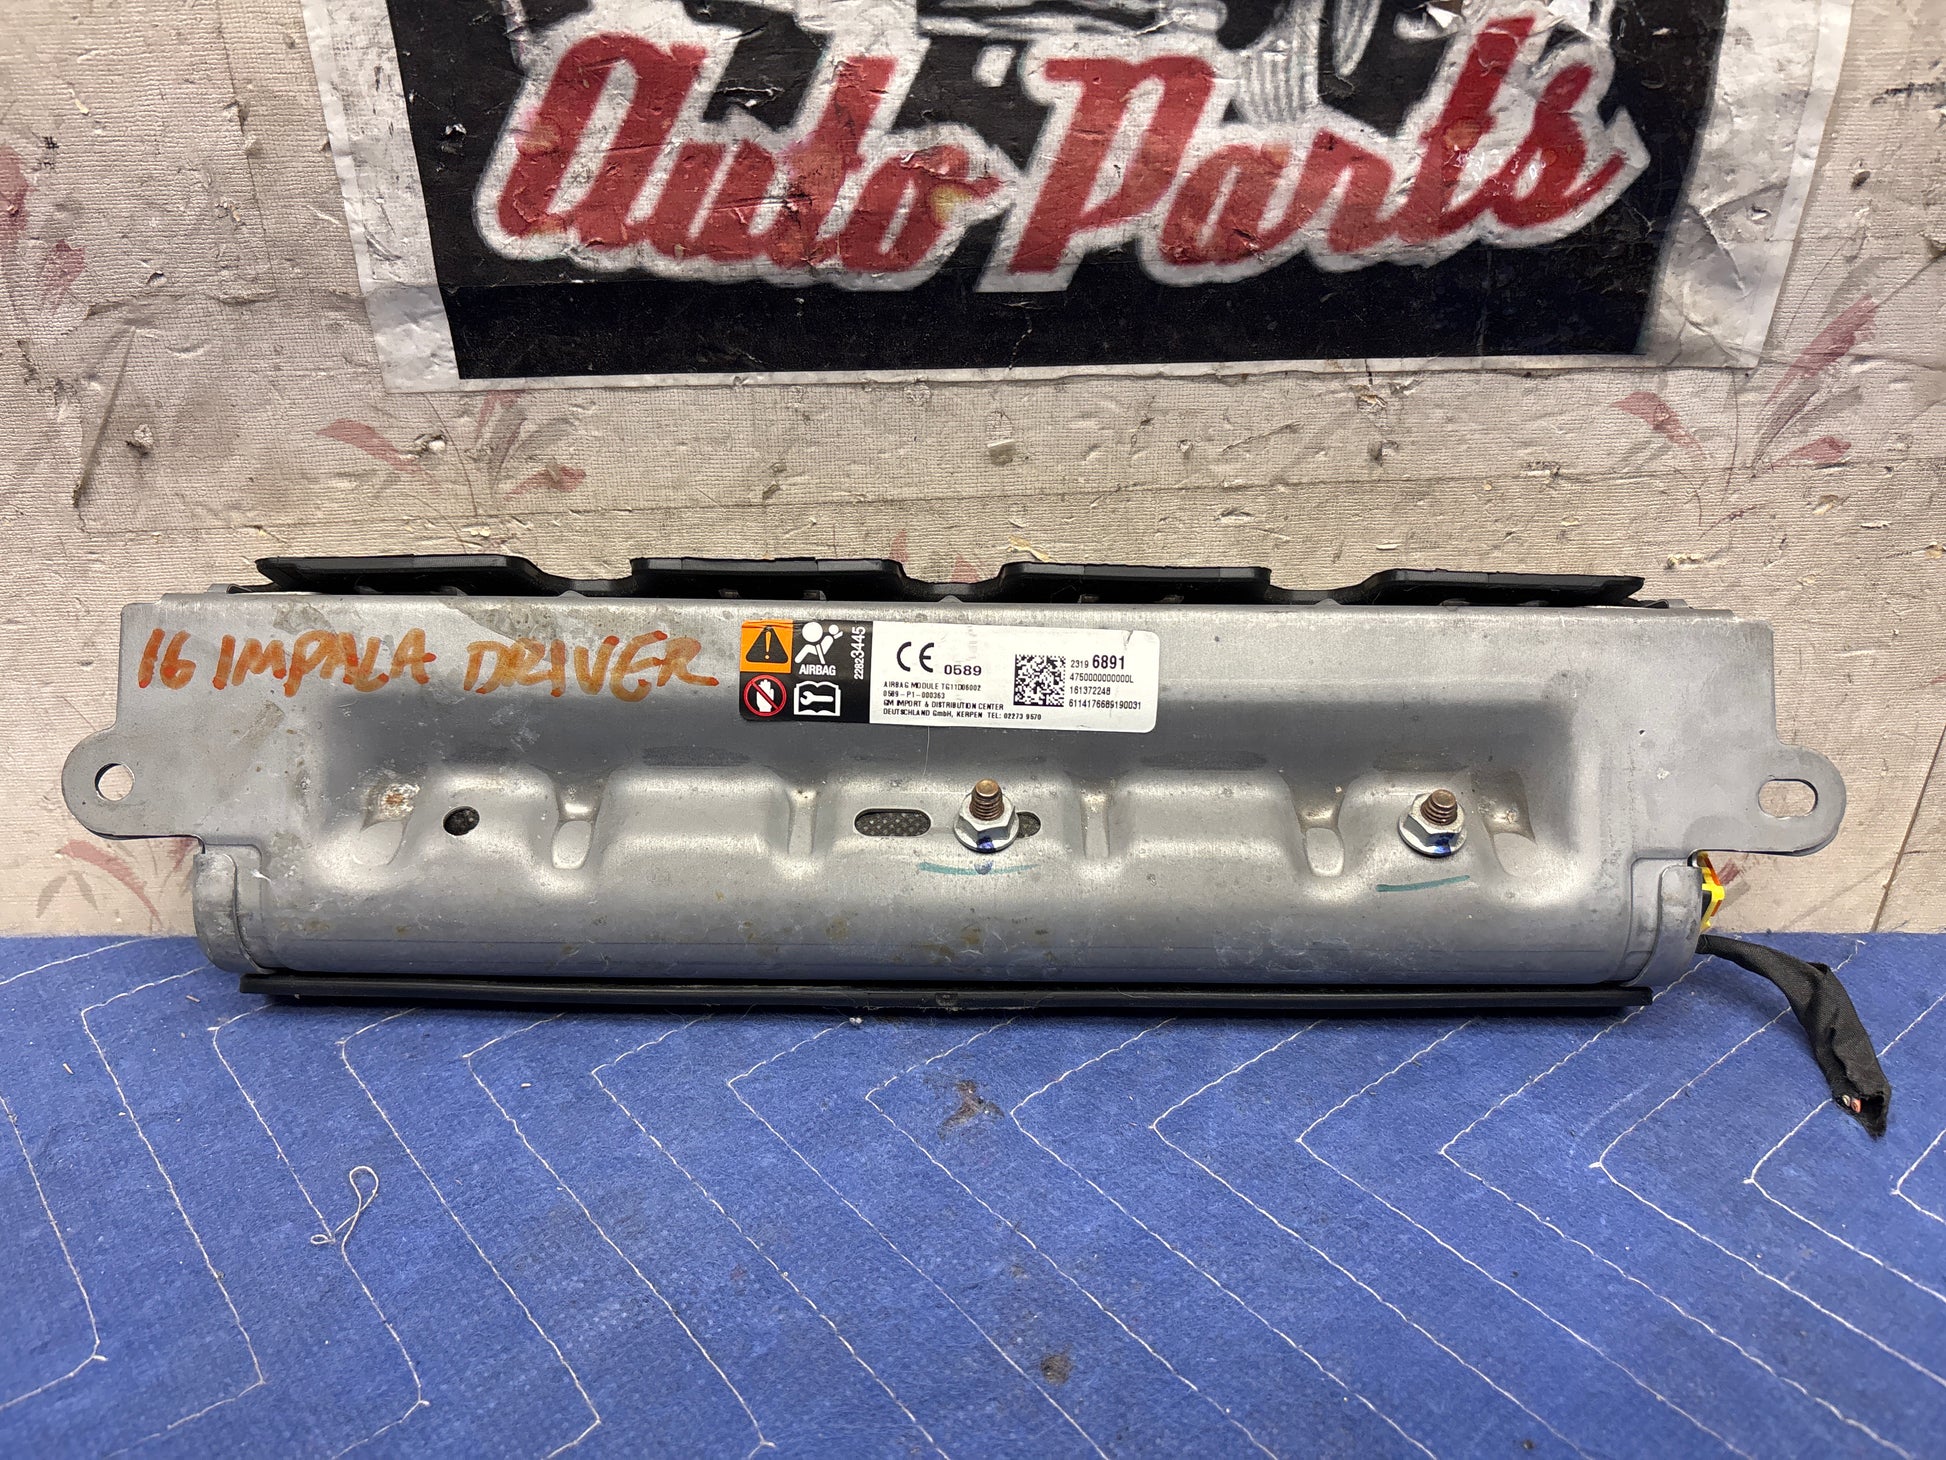 Auto Parts
16 IMPALA DRIVER
AIRBAG
22823445
CE 0589
AIRBAG MODULE TG11D06002
0589-P1-000363
GM IMPORT & DISTRIBUTION CENTER
DEUTSCHLAND GmbH, KERPEN TEL: 02273 9570
2319 6891
4750000000000L
161372248
6114176689190031